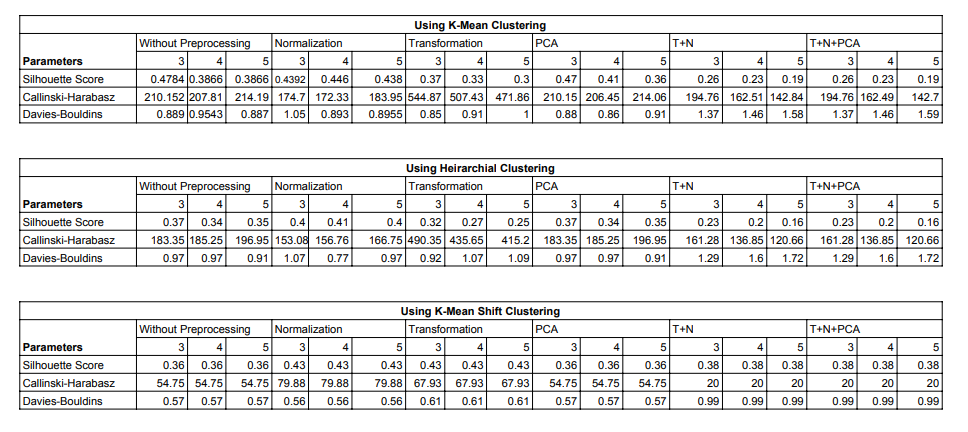 Using K-Mean Clustering
Without Preprocessing Normalization Transformation PCA T+N T+N+PCA
Parameters 3 4 5 3 4 5 3 4 5 3 4 5 3 4 5 3 4 5
Silhouette Score 0.4784 0.3866 0.3866 0.4392 0.446 0.438 0.37 0.33 0.3 0.47 0.41 0.36 0.26 0.23 0.19 0.26 0.23 0.19
Callinski-Harabasz 210.152 207.81 214.19 174.7 172.33 183.95 544.87 507.43 471.86 210.15 206.45 214.06 194.76 162.51 142.84 194.76 162.49 142.7
Davies-Bouldins 0.889 0.9543 0.887 1.05 0.893 0.8955 0.85 0.91 1 0.88 0.86 0.91 1.37 1.46 1.58 1.37 1.46 1.59
Using Heirarchial Clustering
Without Preprocessing Normalization Transformation PCA T+N T+N+PCA
Parameters 3 4 5 3 4 5 3 4 5 3 4 5 3 4 5 3 4 5
Silhouette Score 0.37 0.34 0.35 0.4 0.41 0.4 0.32 0.27 0.25 0.37 0.34 0.35 0.23 0.2 0.16 0.23 0.2 0.16
Callinski-Harabasz 183.35 185.25 196.95 153.08 156.76 166.75 490.35 435.65 415.2 183.35 185.25 196.95 161.28 136.85 120.66 161.28 136.85 120.66
Davies-Bouldins 0.97 0.97 0.91 1.07 0.77 0.97 0.92 1.07 1.09 0.97 0.97 0.91 1.29 1.6 1.72 1.29 1.6 1.72
Using K-Mean Shift Clustering
Without Preprocessing Normalization Transformation PCA T+N T+N+PCA
Parameters 3 4 5 3 4 5 3 4 5 3 4 5 3 4 5 3 4 5
Silhouette Score 0.36 0.36 0.36 0.43 0.43 0.43 0.43 0.43 0.43 0.36 0.36 0.36 0.38 0.38 0.38 0.38 0.38 0.38
Callinski-Harabasz 54.75 54.75 54.75 79.88 79.88 79.88 67.93 67.93 67.93 54.75 54.75 54.75 20 20 20 20 20 20
Davies-Bouldins 0.57 0.57 0.57 0.56 0.56 0.56 0.61 0.61 0.61 0.57 0.57 0.57 0.99 0.99 0.99 0.99 0.99 0.99